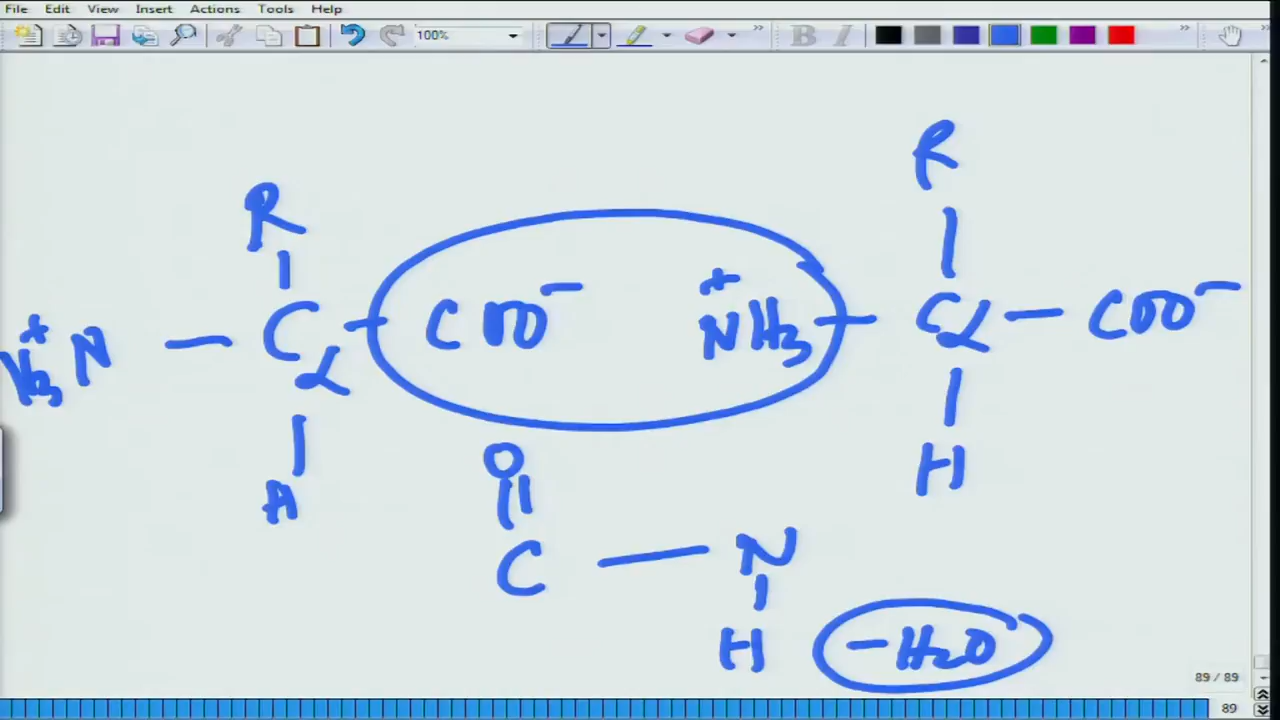 File Edit View Insert Actions Tools Help
100%
B I
R
R
H₃N⁺ — Cα — COO⁻ ⁺NH₃ — Cα — COO⁻
H
H
O
||
C — N
|
H
−H₂O
89 / 89
89